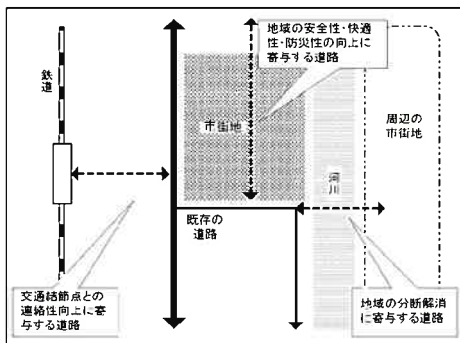 地域の安全性・快適
性・防災性の向上に
寄与する道路
鉄道
市街地
周辺の
市街地
河川
既存の
道路
交通結節点との
連絡性向上に寄
与する道路
地域の分断解消
に寄与する道路